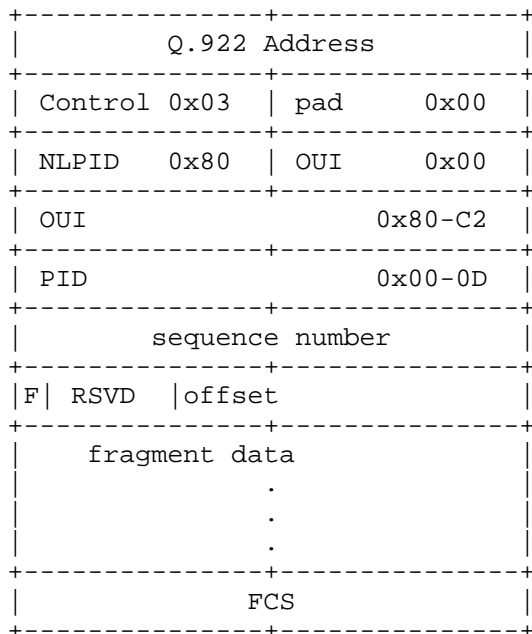 Q.922 Address
Control 0x03 pad 0x00
NLPID 0x80 OUI 0x00
OUI 0x80-C2
PID 0x00-0D
sequence number
F RSVD offset
fragment data
.
.
.
FCS